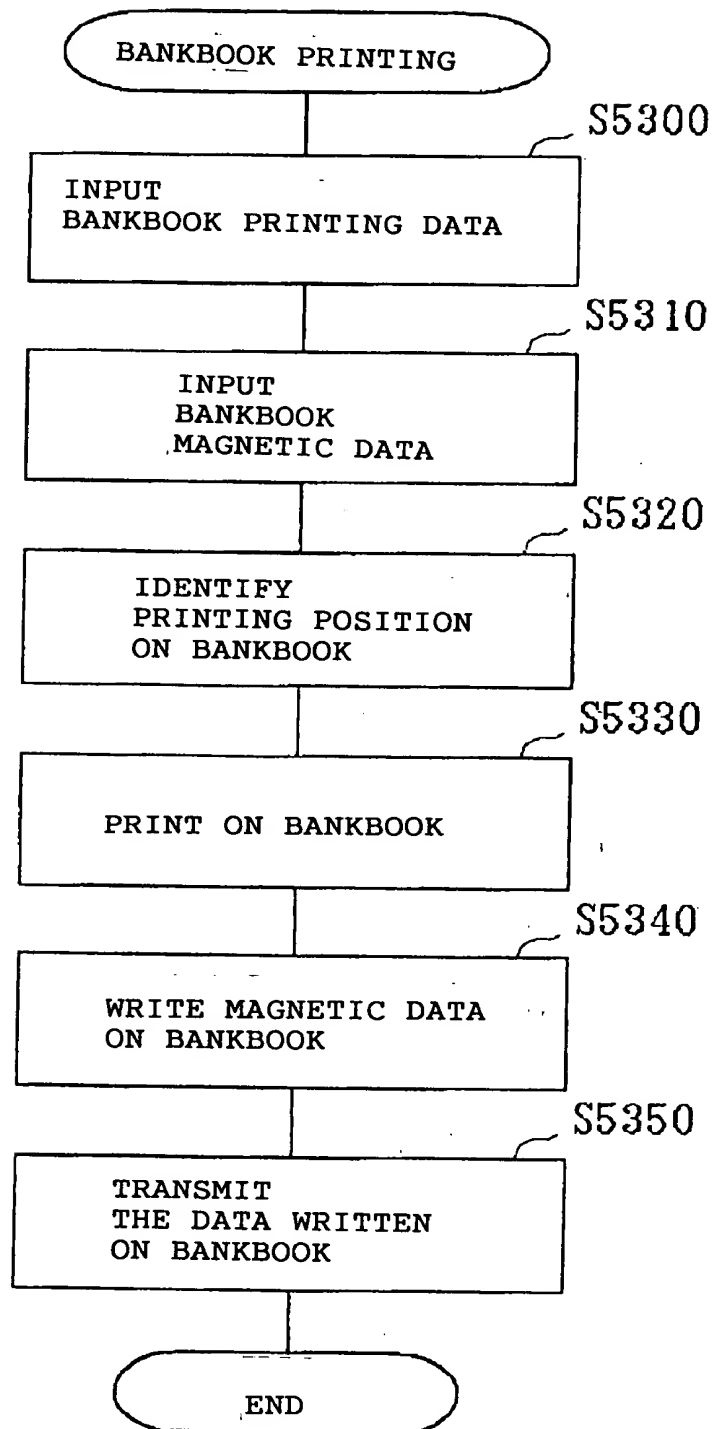 BANKBOOK PRINTING
S5300
INPUT
BANKBOOK PRINTING DATA
S5310
INPUT
BANKBOOK
MAGNETIC DATA
S5320
IDENTIFY
PRINTING POSITION
ON BANKBOOK
S5330
PRINT ON BANKBOOK
S5340
WRITE MAGNETIC DATA
ON BANKBOOK
S5350
TRANSMIT
THE DATA WRITTEN
ON BANKBOOK
END